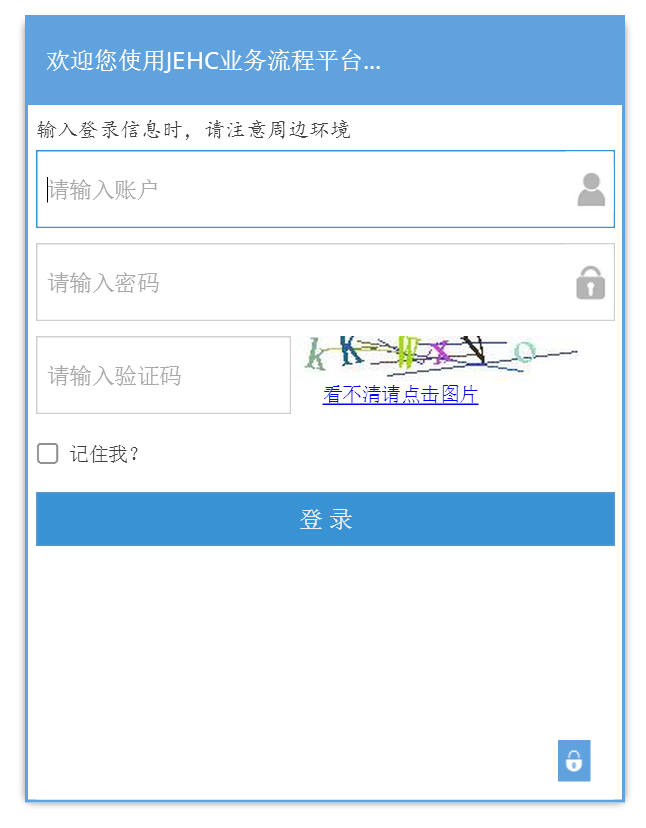 欢迎您使用JEHC业务流程平台...
输入登录信息时，请注意周边环境
请输入账户
请输入密码
请输入验证码
看不清请点击图片
记住我?
登 录